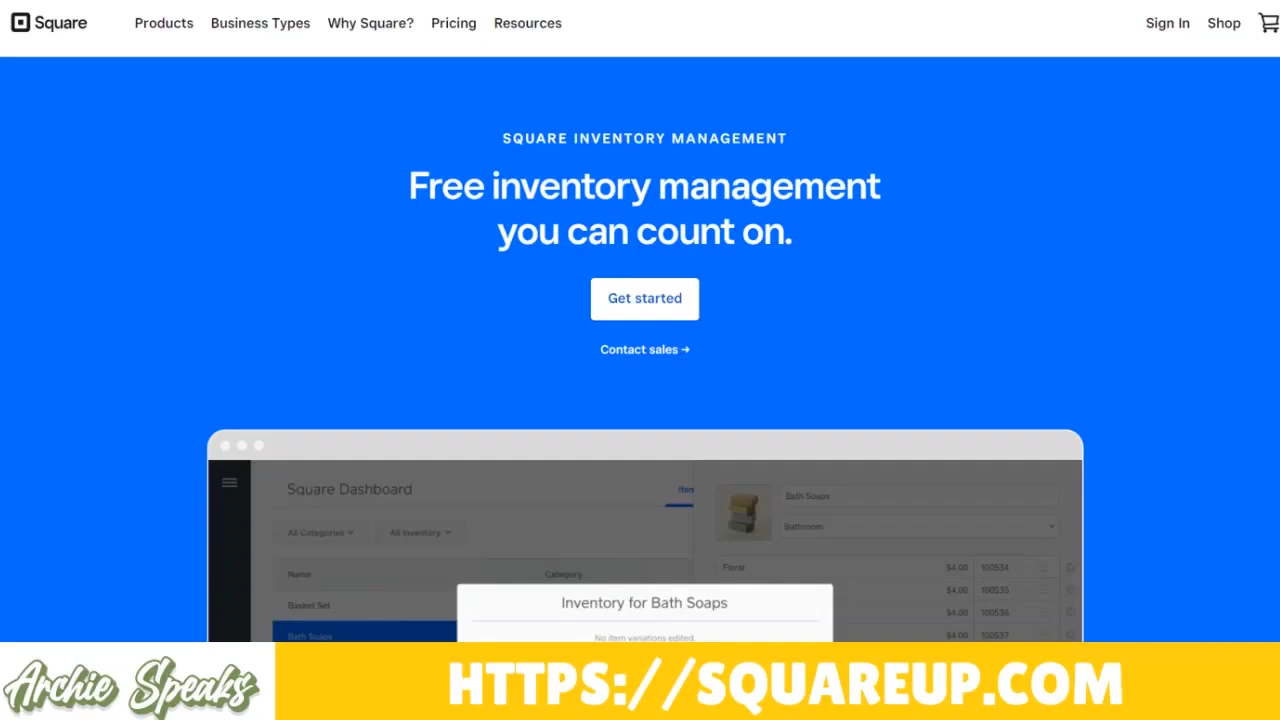 Square Products Business Types Why Square? Pricing Resources Sign In Shop
SQUARE INVENTORY MANAGEMENT
Free inventory management
you can count on.
Get started
Contact sales →
Square Dashboard
Item
Bath Soaps
Bathroom
All Categories
All Inventory
Name Category
Floral $4.00 100534
$4.00 100535
Basket Set
$4.00 100536
Bath Soaps
$4.00 100537
Inventory for Bath Soaps
No item variations edited.
Archie Speaks
HTTPS://SQUAREUP.COM